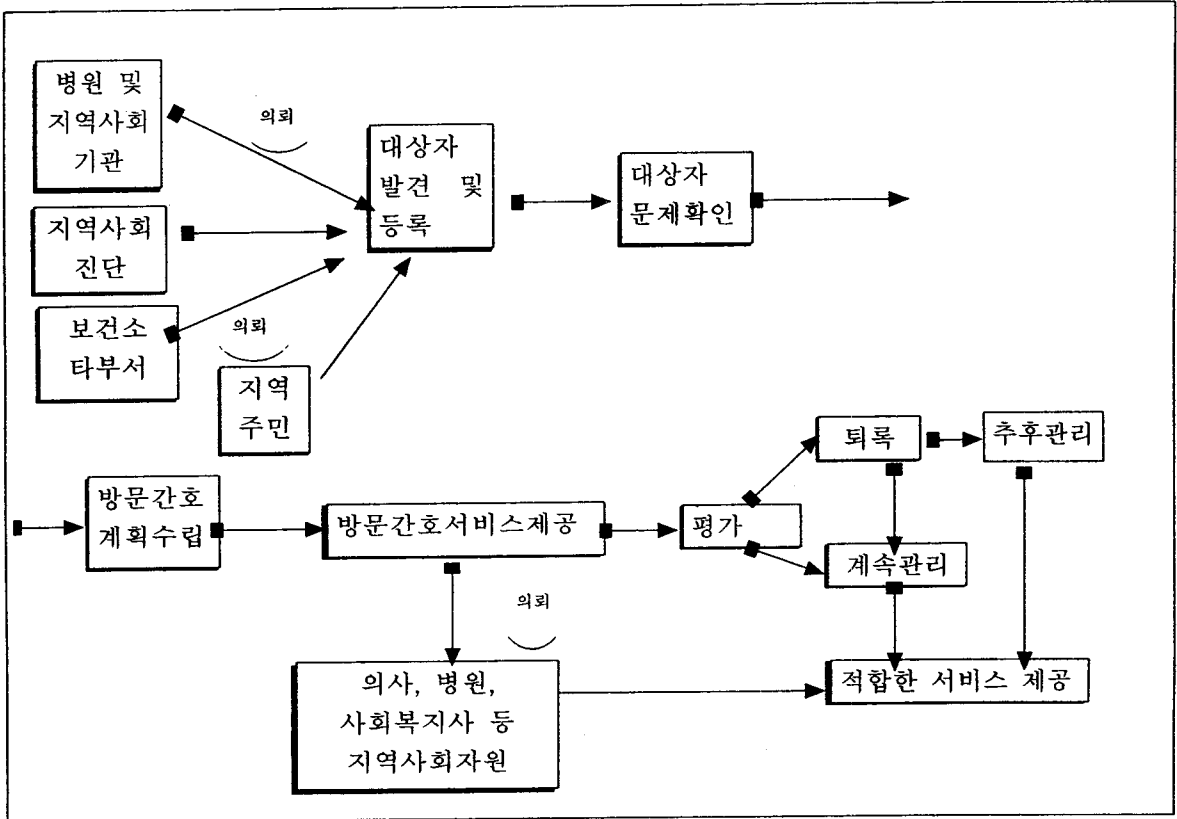 병원 및
지역사회
기관
의뢰
대상자
발견 및
등록
대상자
문제확인
지역사회
진단
보건소
타부서
의뢰
지역
주민
퇴록
추후관리
방문간호
계획수립
방문간호서비스제공
평가
계속관리
의뢰
의사, 병원,
사회복지사 등
지역사회자원
적합한 서비스 제공